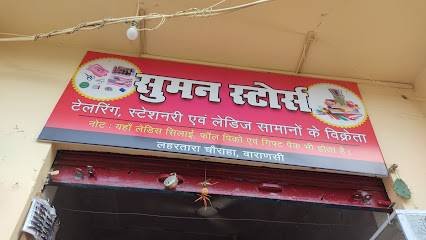 सुमन स्टोर्स
टेलरिंग, स्टेशनरी एवं लेडिज सामानों के विक्रेता
नोट : यहाँ लेडिस सिलाई, फॉल पिको एवं गिफ्ट पैक भी होता है।
लहरतारा चौराहा, वाराणसी